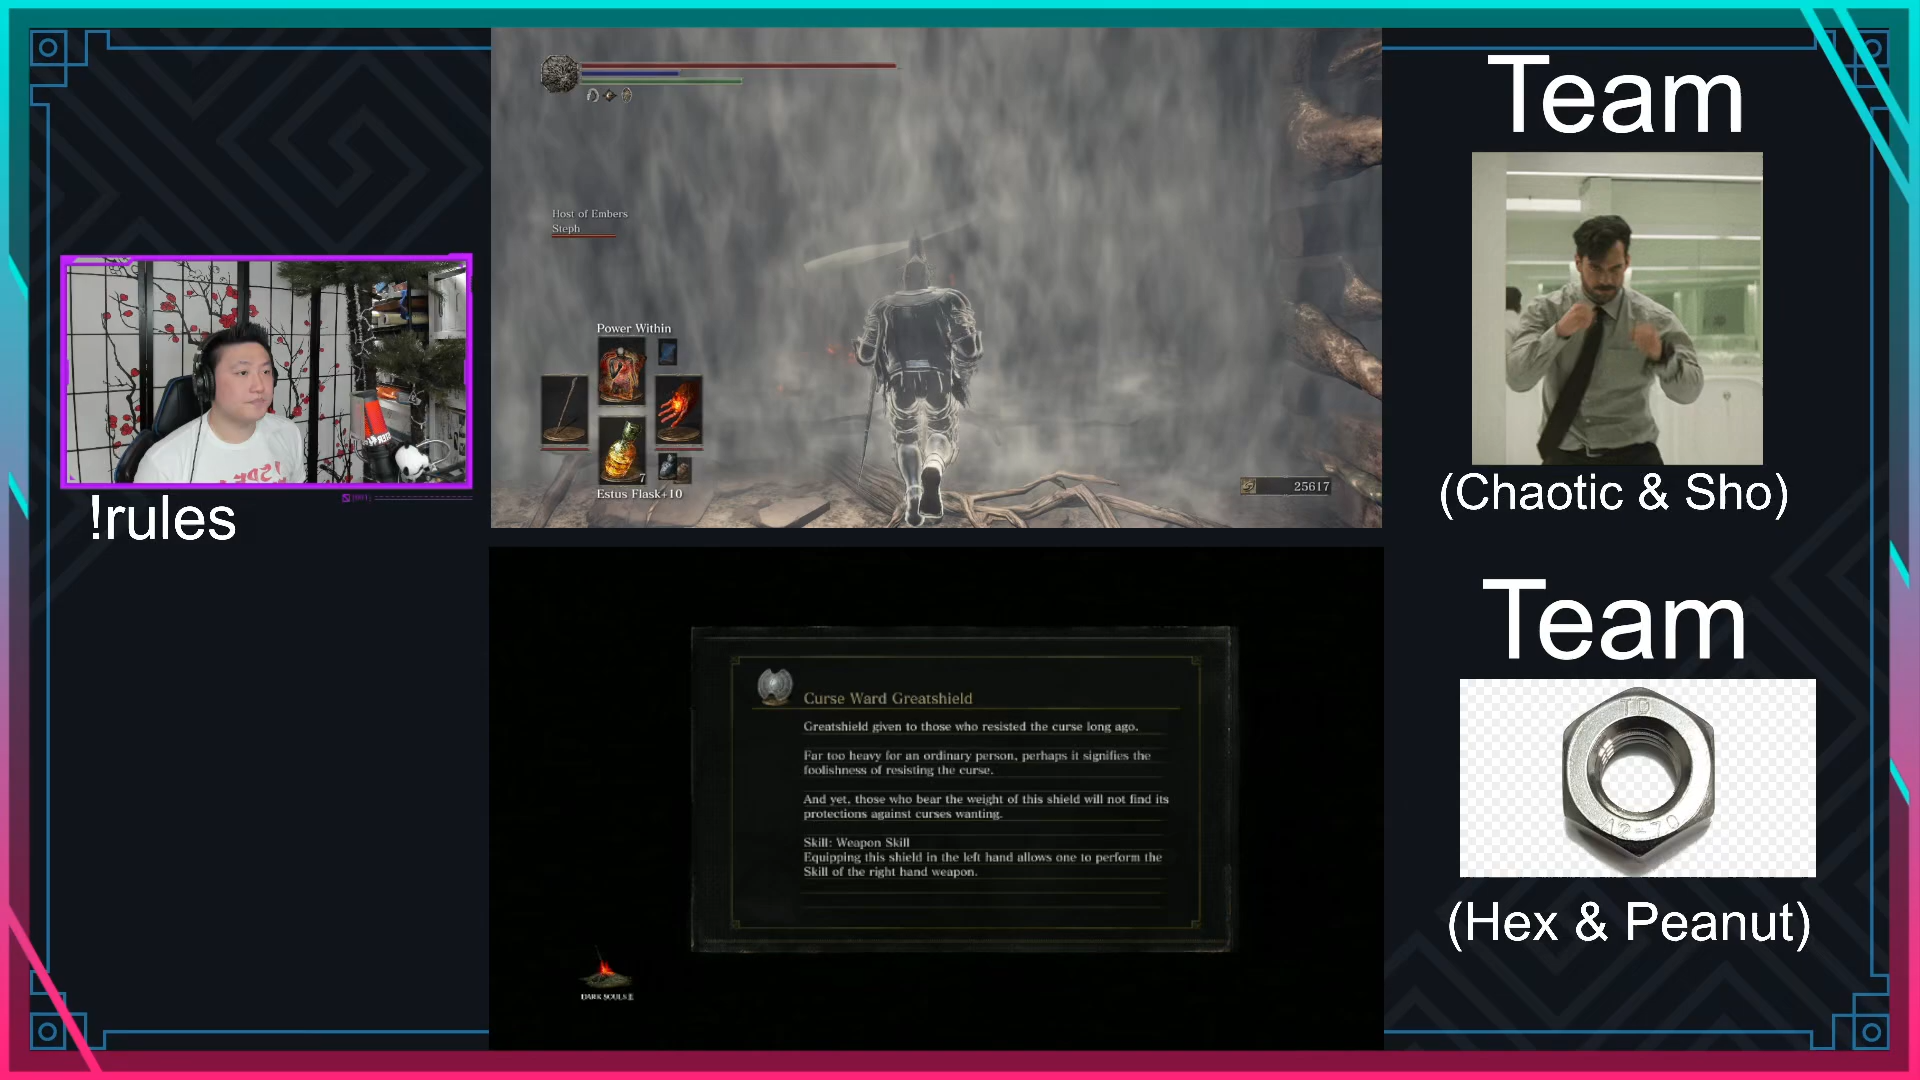 Team
Host of Embers
Steph
Power Within
7
Estus Flask+10
25617
(Chaotic & Sho)
!rules
Team
Curse Ward Greatshield
Greatshield given to those who resisted the curse long ago.
Far too heavy for an ordinary person, perhaps it signifies the
foolishness of resisting the curse.
And yet, those who bear the weight of this shield will not find its
protections against curses wanting.
Skill: Weapon Skill
Equipping this shield in the left hand allows one to perform the
Skill of the right hand weapon.
DARK SOULS III
TD
12-70
(Hex & Peanut)